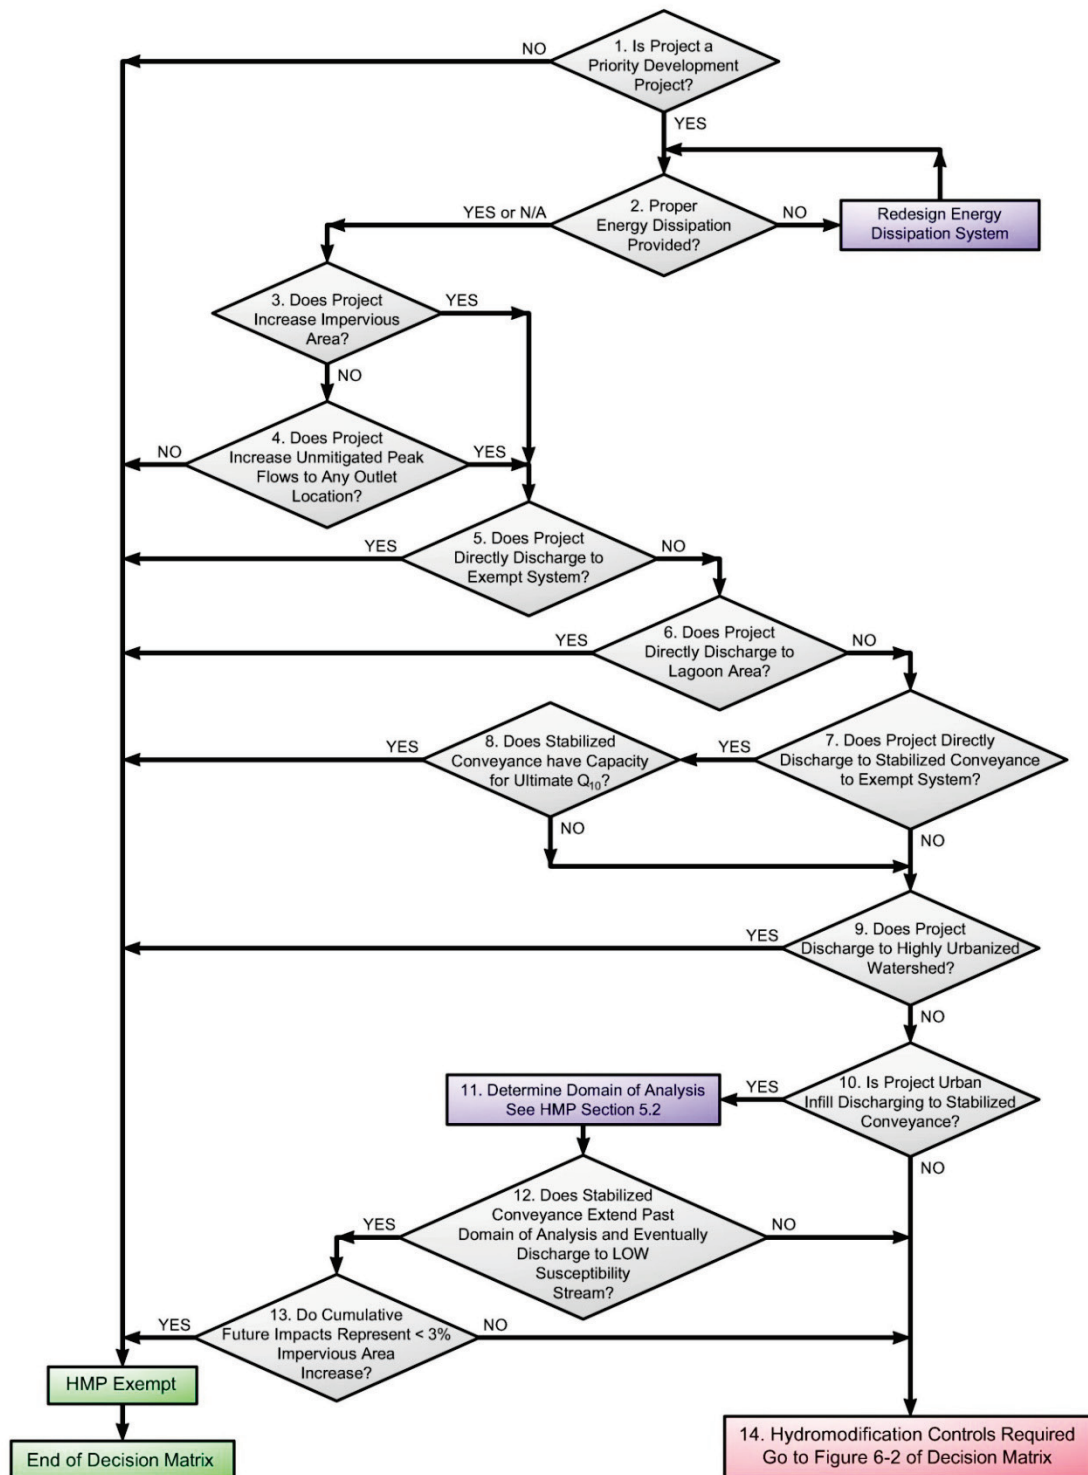 NO
1. Is Project a
Priority Development
Project?
YES
YES or N/A
2. Proper
Energy Dissipation
Provided?
NO
Redesign Energy
Dissipation System
3. Does Project
Increase Impervious
Area?
YES
NO
NO
4. Does Project
Increase Unmitigated Peak
Flows to Any Outlet
Location?
YES
YES
5. Does Project
Directly Discharge to
Exempt System?
NO
YES
6. Does Project
Directly Discharge to
Lagoon Area?
NO
YES
8. Does Stabilized
Conveyance have Capacity
for Ultimate Q10?
YES
7. Does Project Directly
Discharge to Stabilized Conveyance
to Exempt System?
NO
NO
YES
9. Does Project
Discharge to Highly Urbanized
Watershed?
NO
11. Determine Domain of Analysis
See HMP Section 5.2
YES
10. Is Project Urban
Infill Discharging to Stabilized
Conveyance?
NO
YES
12. Does Stabilized
Conveyance Extend Past
Domain of Analysis and Eventually
Discharge to LOW
Susceptibility
Stream?
NO
YES
13. Do Cumulative
Future Impacts Represent < 3%
Impervious Area
Increase?
NO
HMP Exempt
End of Decision Matrix
14. Hydromodification Controls Required
Go to Figure 6-2 of Decision Matrix